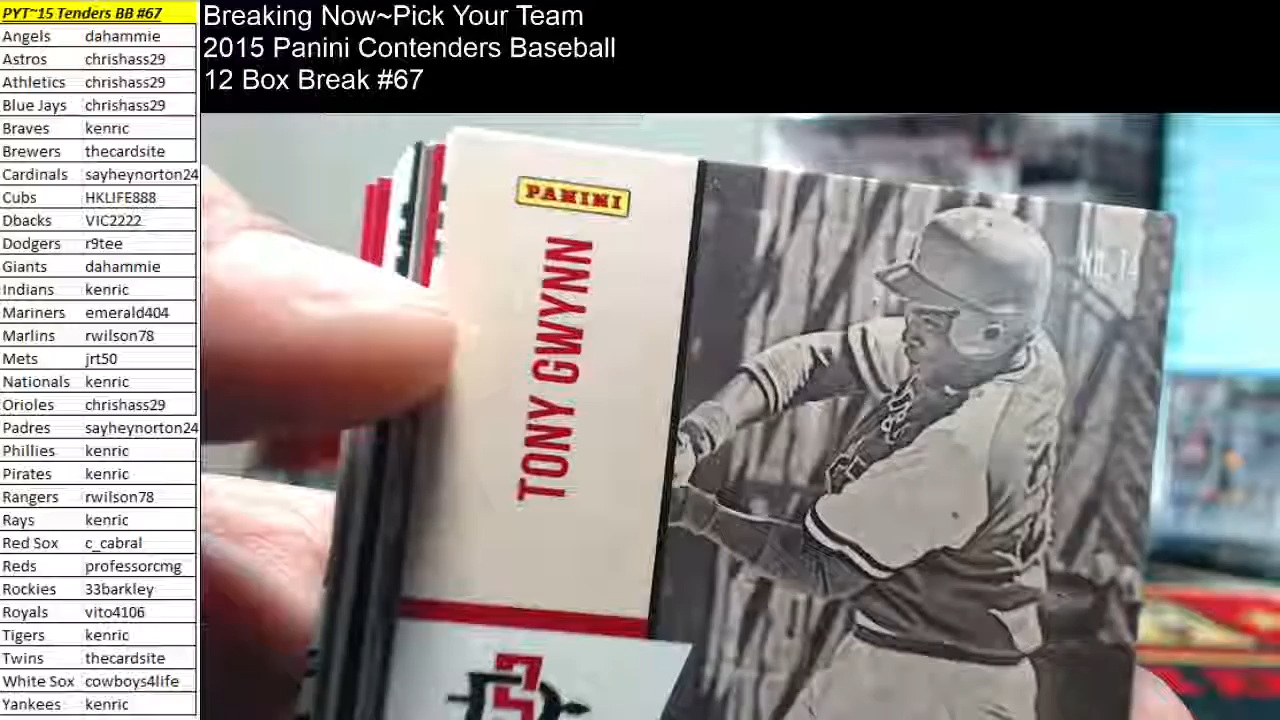 PYT~15 Tenders BB #67
Angels dahammie
Astros chrishass29
Athletics chrishass29
Blue Jays chrishass29
Braves kenric
Brewers thecardsite
Cardinals sayheynorton24
Cubs HKLIFE888
Dbacks VIC2222
Dodgers r9tee
Giants dahammie
Indians kenric
Mariners emerald404
Marlins rwilson78
Mets jrt50
Nationals kenric
Orioles chrishass29
Padres sayheynorton24
Phillies kenric
Pirates kenric
Rangers rwilson78
Rays kenric
Red Sox c_cabral
Reds professorcmg
Rockies 33barkley
Royals vito4106
Tigers kenric
Twins thecardsite
White Sox cowboys4life
Yankees kenric
Breaking Now~Pick Your Team
2015 Panini Contenders Baseball
12 Box Break #67
PANINI
TONY GWYNN